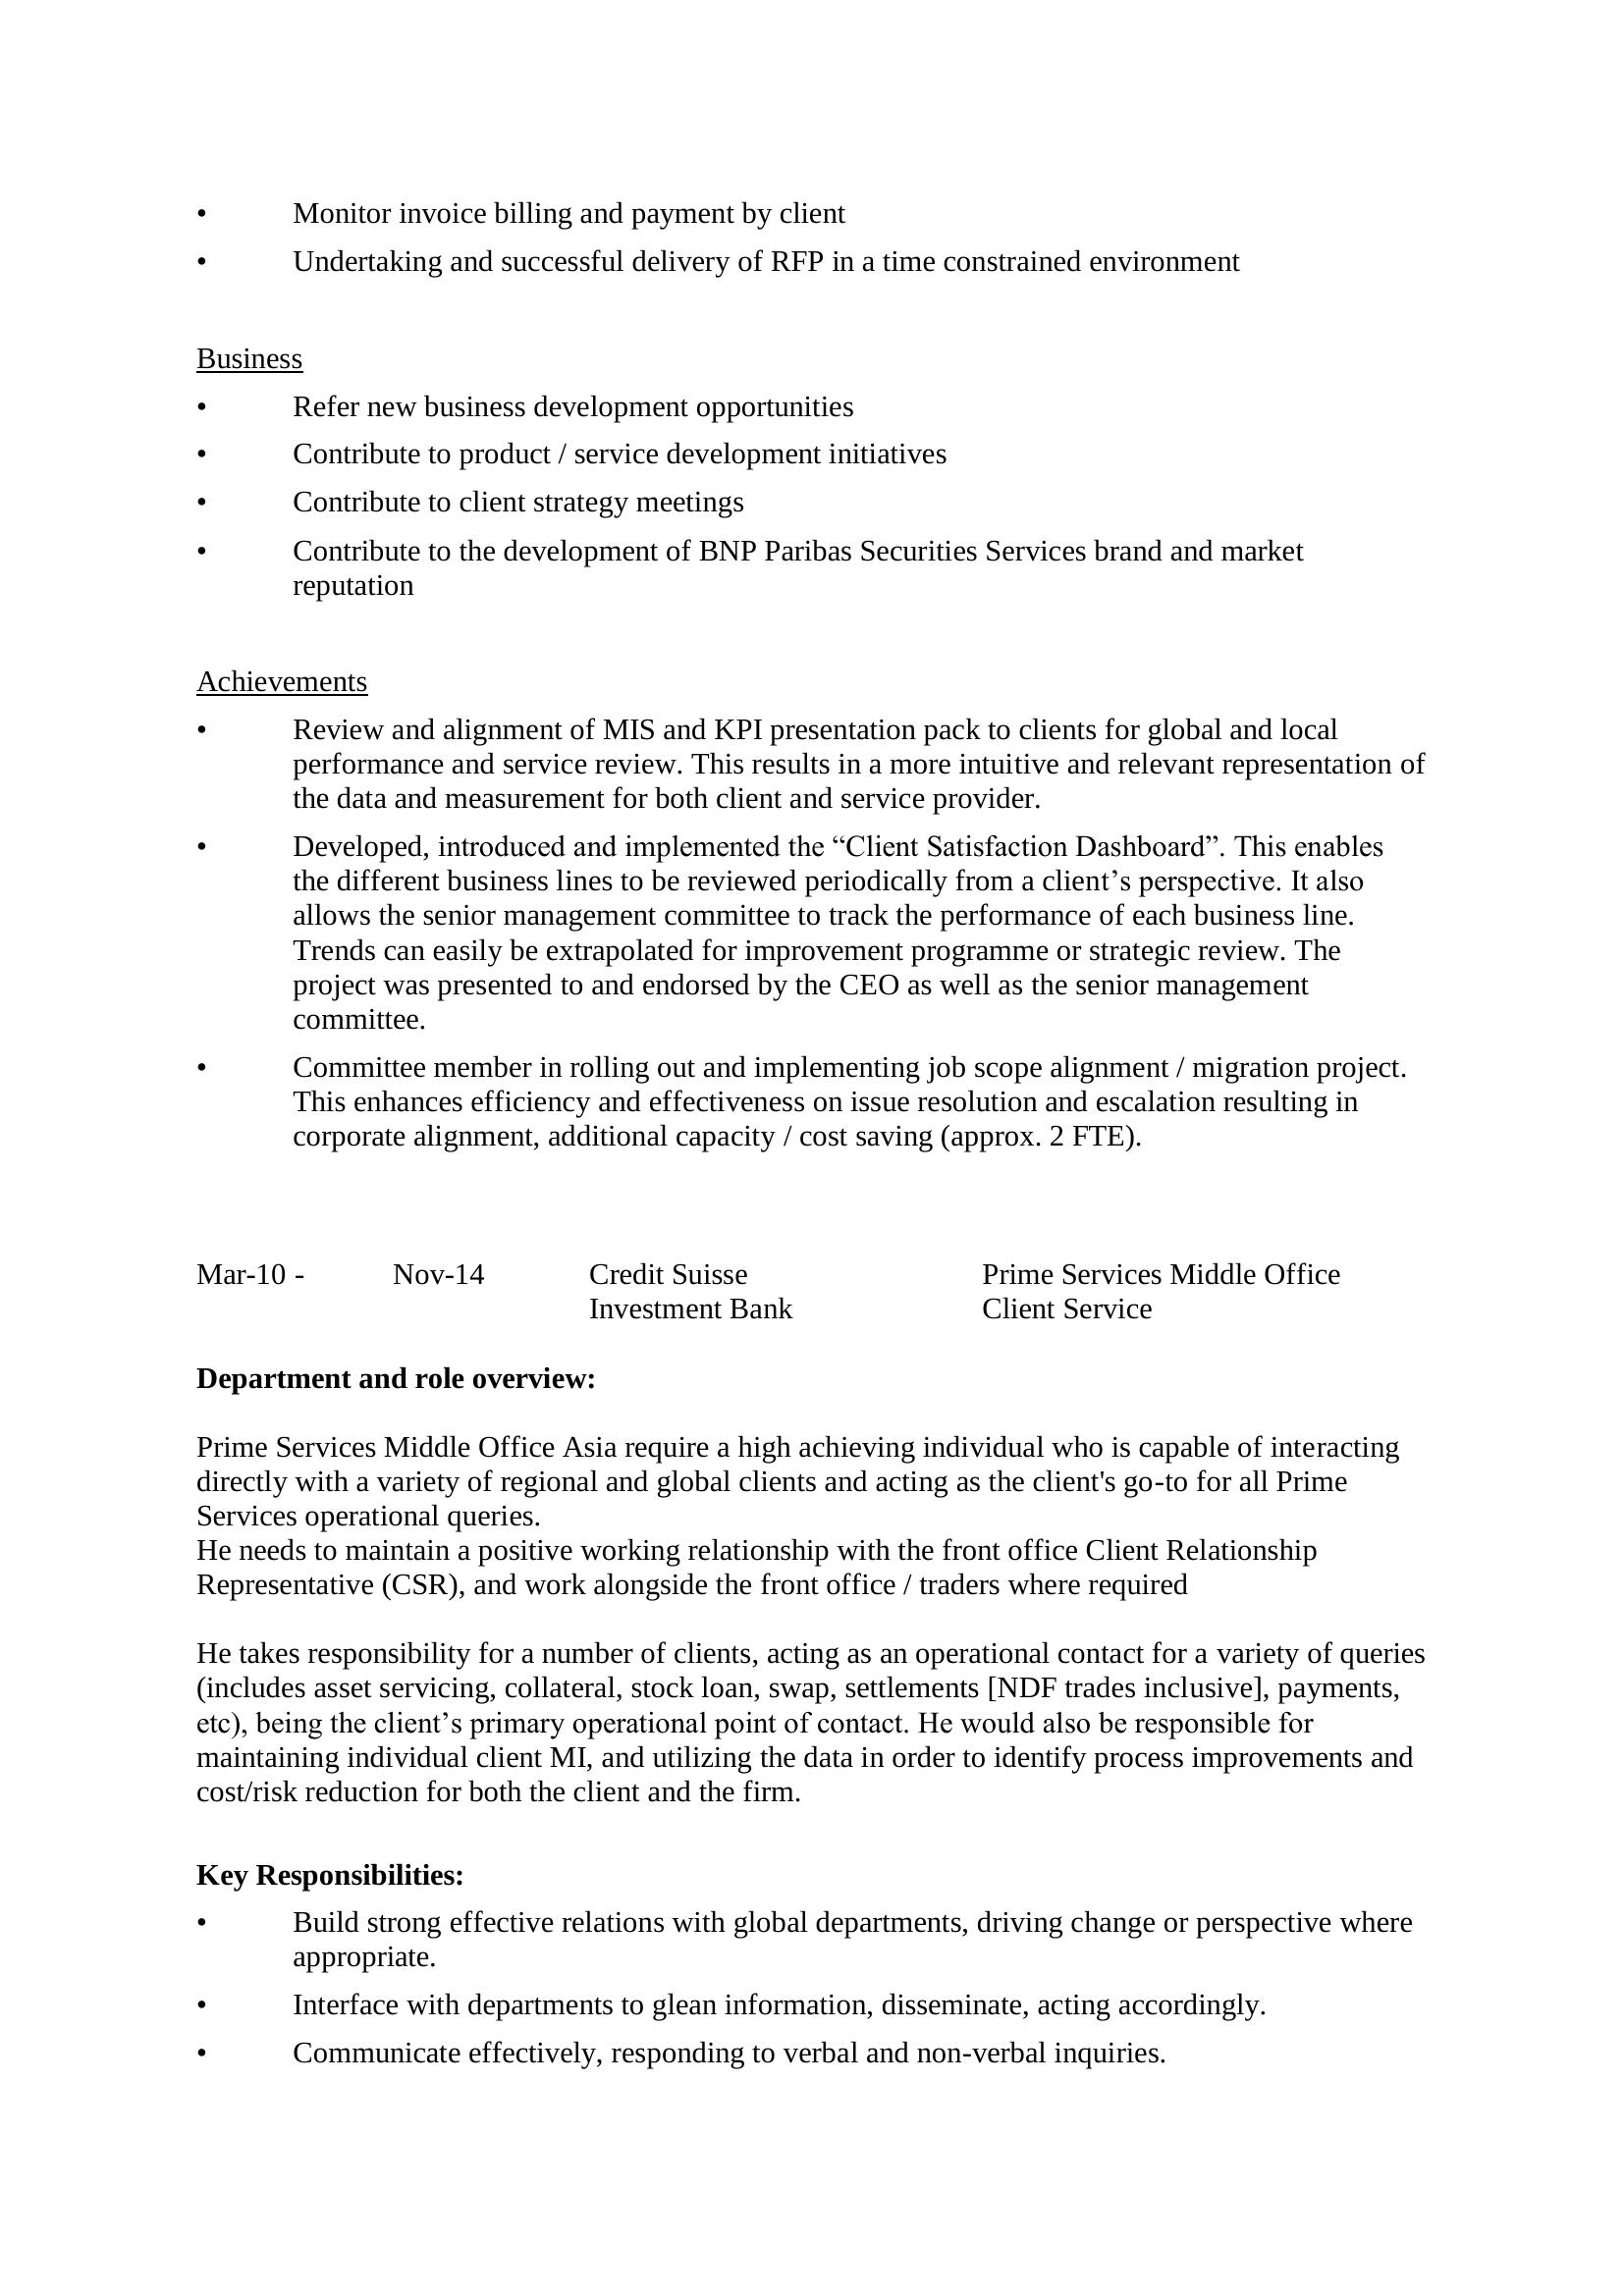 • Monitor invoice billing and payment by client
• Undertaking and successful delivery of RFP in a time constrained environment
Business
• Refer new business development opportunities
• Contribute to product / service development initiatives
• Contribute to client strategy meetings
• Contribute to the development of BNP Paribas Securities Services brand and market
reputation
Achievements
• Review and alignment of MIS and KPI presentation pack to clients for global and local
performance and service review. This results in a more intuitive and relevant representation of
the data and measurement for both client and service provider.
• Developed, introduced and implemented the “Client Satisfaction Dashboard”. This enables
the different business lines to be reviewed periodically from a client’s perspective. It also
allows the senior management committee to track the performance of each business line.
Trends can easily be extrapolated for improvement programme or strategic review. The
project was presented to and endorsed by the CEO as well as the senior management
committee.
• Committee member in rolling out and implementing job scope alignment / migration project.
This enhances efficiency and effectiveness on issue resolution and escalation resulting in
corporate alignment, additional capacity / cost saving (approx. 2 FTE).
Mar-10 - Nov-14 Credit Suisse Prime Services Middle Office
Investment Bank Client Service
Department and role overview:
Prime Services Middle Office Asia require a high achieving individual who is capable of interacting
directly with a variety of regional and global clients and acting as the client's go-to for all Prime
Services operational queries.
He needs to maintain a positive working relationship with the front office Client Relationship
Representative (CSR), and work alongside the front office / traders where required
He takes responsibility for a number of clients, acting as an operational contact for a variety of queries
(includes asset servicing, collateral, stock loan, swap, settlements [NDF trades inclusive], payments,
etc), being the client’s primary operational point of contact. He would also be responsible for
maintaining individual client MI, and utilizing the data in order to identify process improvements and
cost/risk reduction for both the client and the firm.
Key Responsibilities:
• Build strong effective relations with global departments, driving change or perspective where
appropriate.
• Interface with departments to glean information, disseminate, acting accordingly.
• Communicate effectively, responding to verbal and non-verbal inquiries.